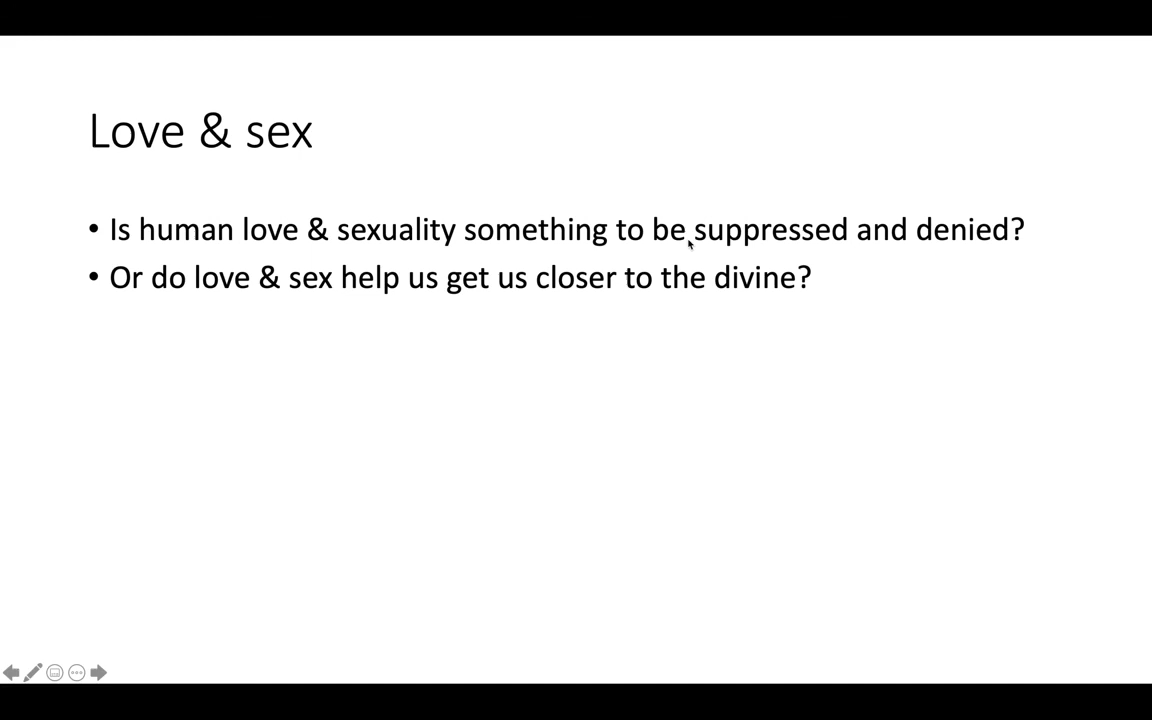 Love & sex
• Is human love & sexuality something to be suppressed and denied?
• Or do love & sex help us get us closer to the divine?